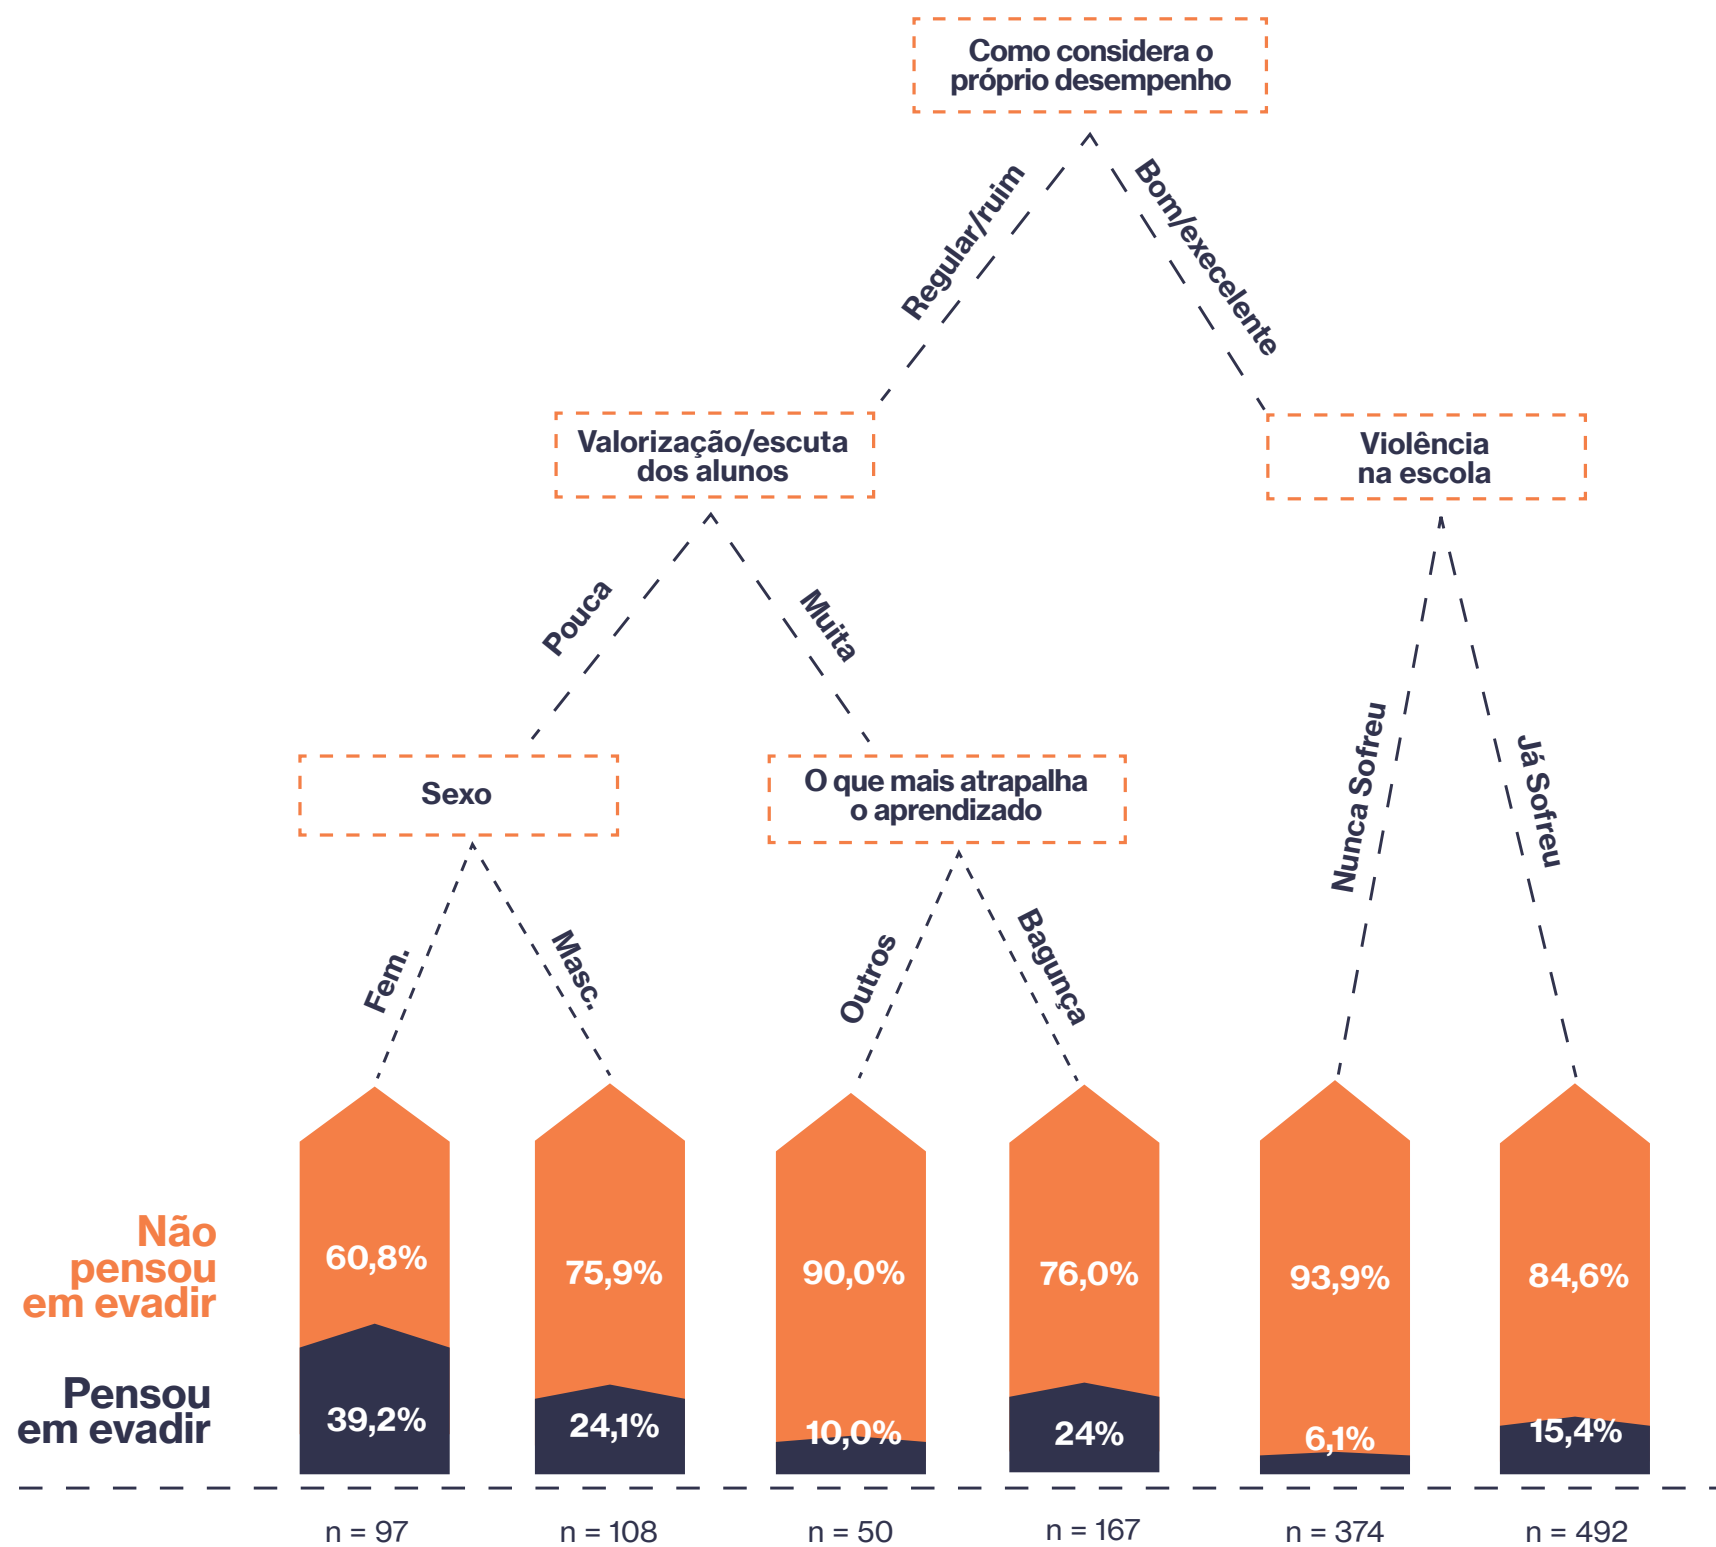 Como considera o
próprio desempenho
Regular/ruim
Bom/execelente
Valorização/escuta
dos alunos
Violência
na escola
Pouca
Muita
Nunca Sofreu
Já Sofreu
Sexo
O que mais atrapalha
o aprendizado
Fem.
Masc.
Outros
Bagunça
Não
pensou
em evadir
60,8%
75,9%
90,0%
76,0%
93,9%
84,6%
Pensou
em evadir
39,2%
24,1%
10,0%
24%
6,1%
15,4%
n = 97
n = 108
n = 50
n = 167
n = 374
n = 492